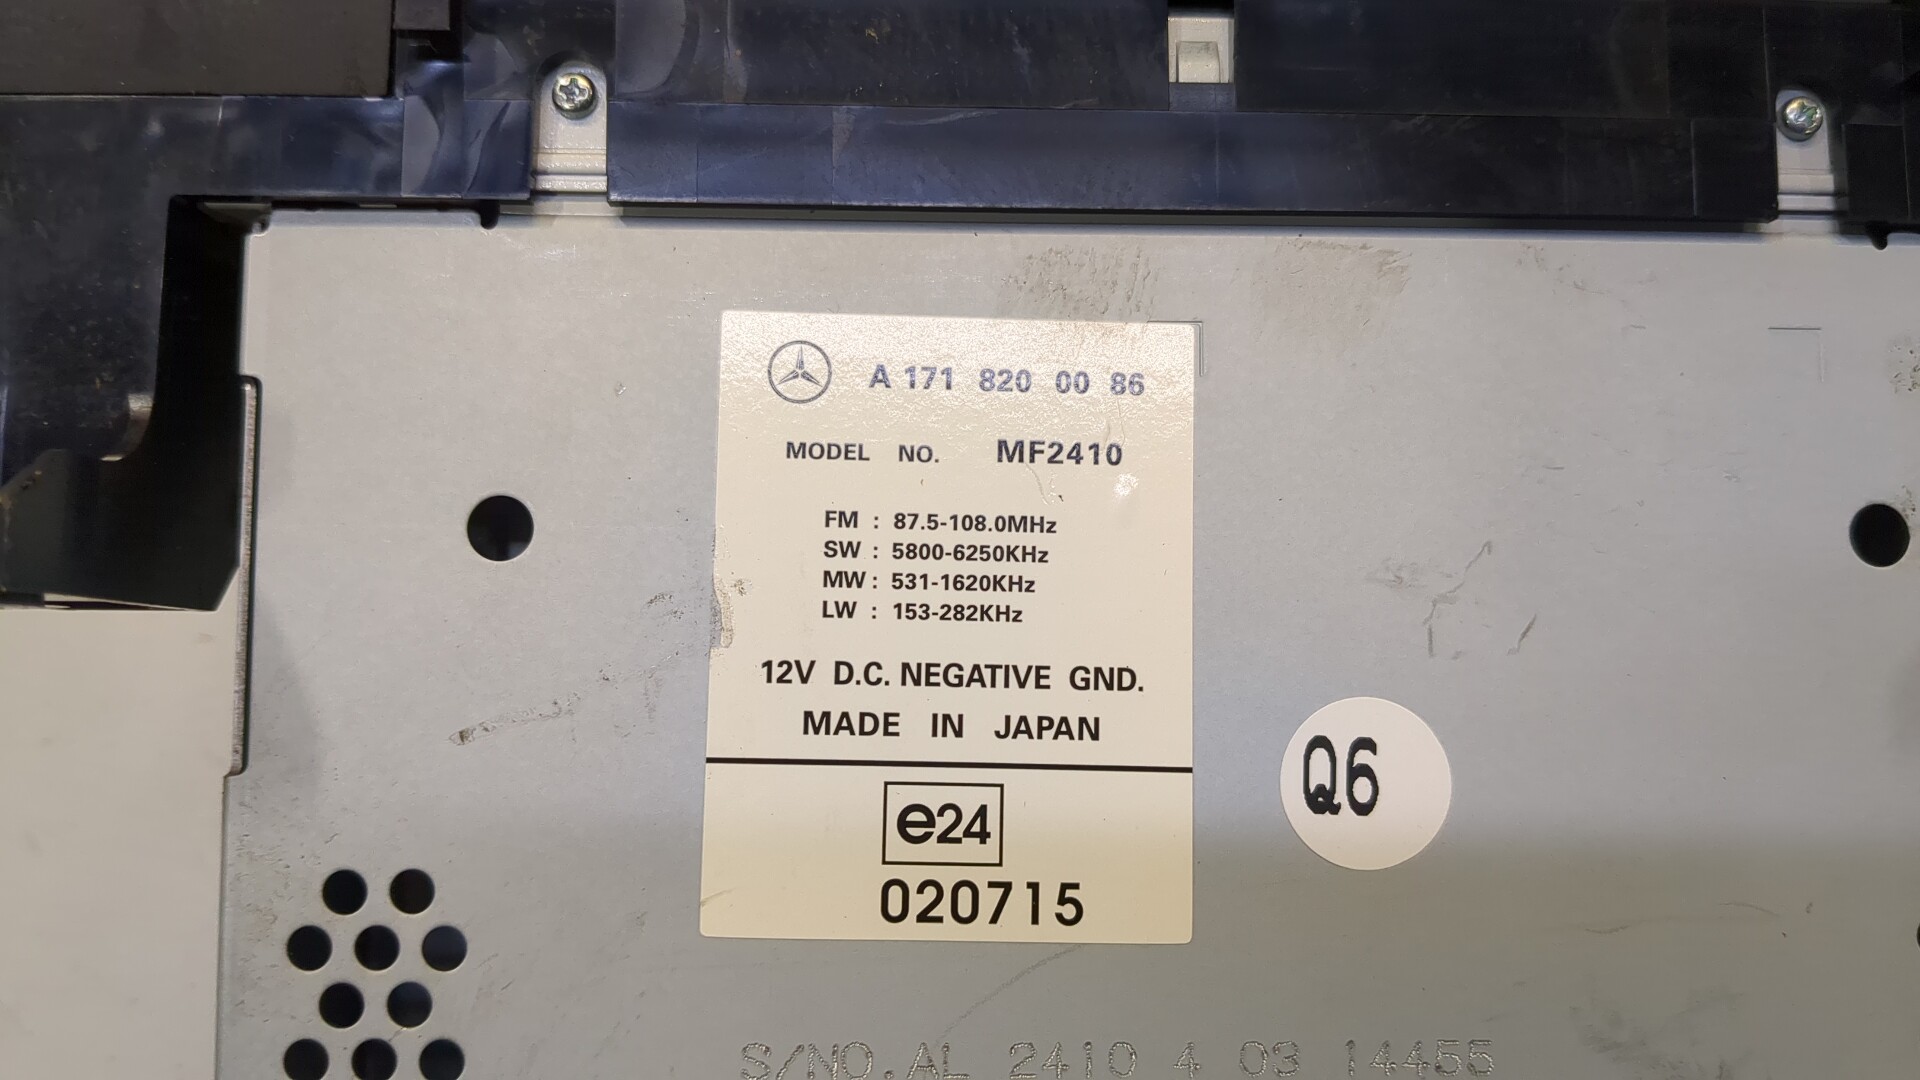 A 171 820 00 86
MODEL NO. MF2410
FM : 87.5-108.0MHz
SW : 5800-6250KHz
MW : 531-1620KHz
LW : 153-282KHz
12V D.C. NEGATIVE GND.
MADE IN JAPAN
e24
020715
Q6
S/NO.AL 2410 4 03 14455